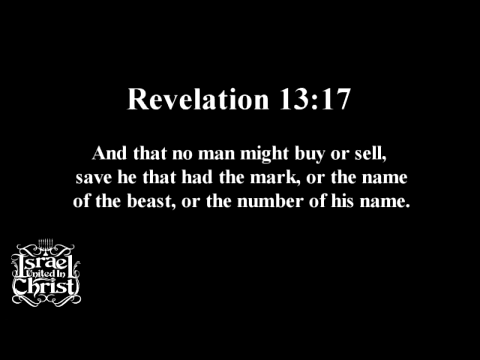 Revelation 13:17
And that no man might buy or sell,
save he that had the mark, or the name
of the beast, or the number of his name.
Israel
United In
Christ